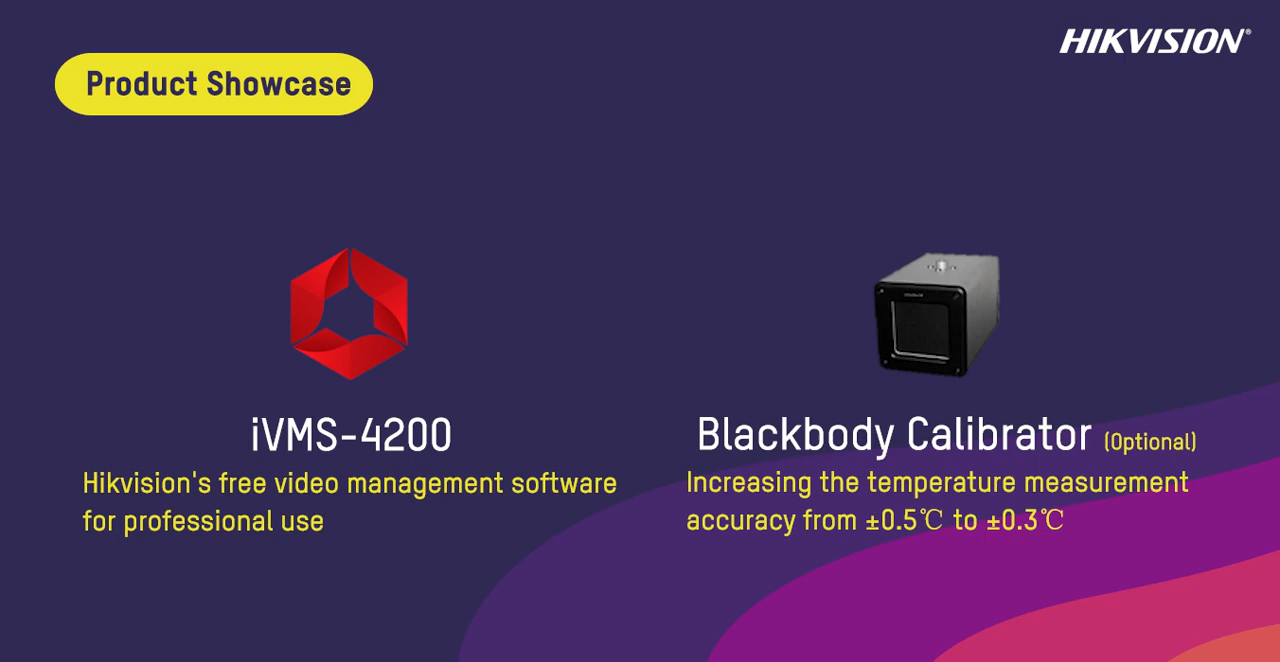 HIKVISION®
Product Showcase
iVMS-4200
Hikvision's free video management software
for professional use
Blackbody Calibrator (Optional)
Increasing the temperature measurement
accuracy from ±0.5℃ to ±0.3℃